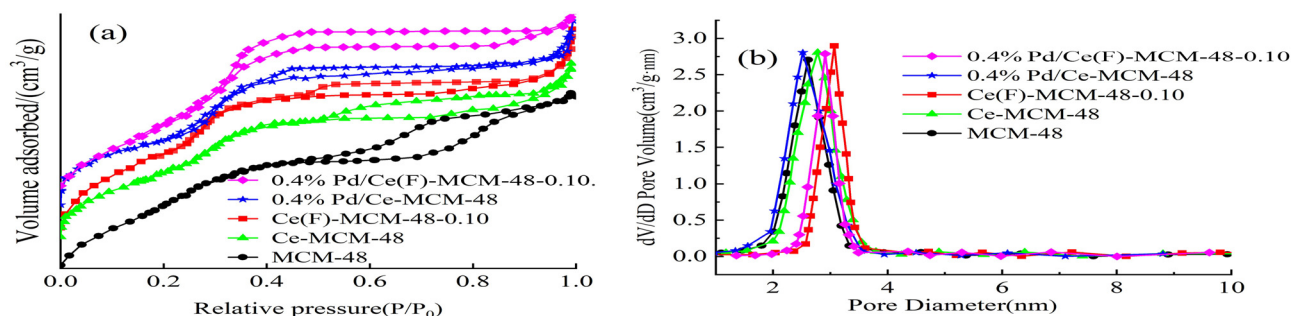 (a)
Volume adsorbed/(cm³/g)
0.4% Pd/Ce(F)-MCM-48-0.10.
0.4% Pd/Ce-MCM-48
Ce(F)-MCM-48-0.10
Ce-MCM-48
MCM-48
0.0 0.2 0.4 0.6 0.8 1.0
Relative pressure(P/P₀)
(b)
dV/dD Pore Volume(cm³/g·nm)
3.0
2.5
2.0
1.5
1.0
0.5
0.0
0.4% Pd/Ce(F)-MCM-48-0.10
0.4% Pd/Ce-MCM-48
Ce(F)-MCM-48-0.10
Ce-MCM-48
MCM-48
2 4 6 8 10
Pore Diameter(nm)